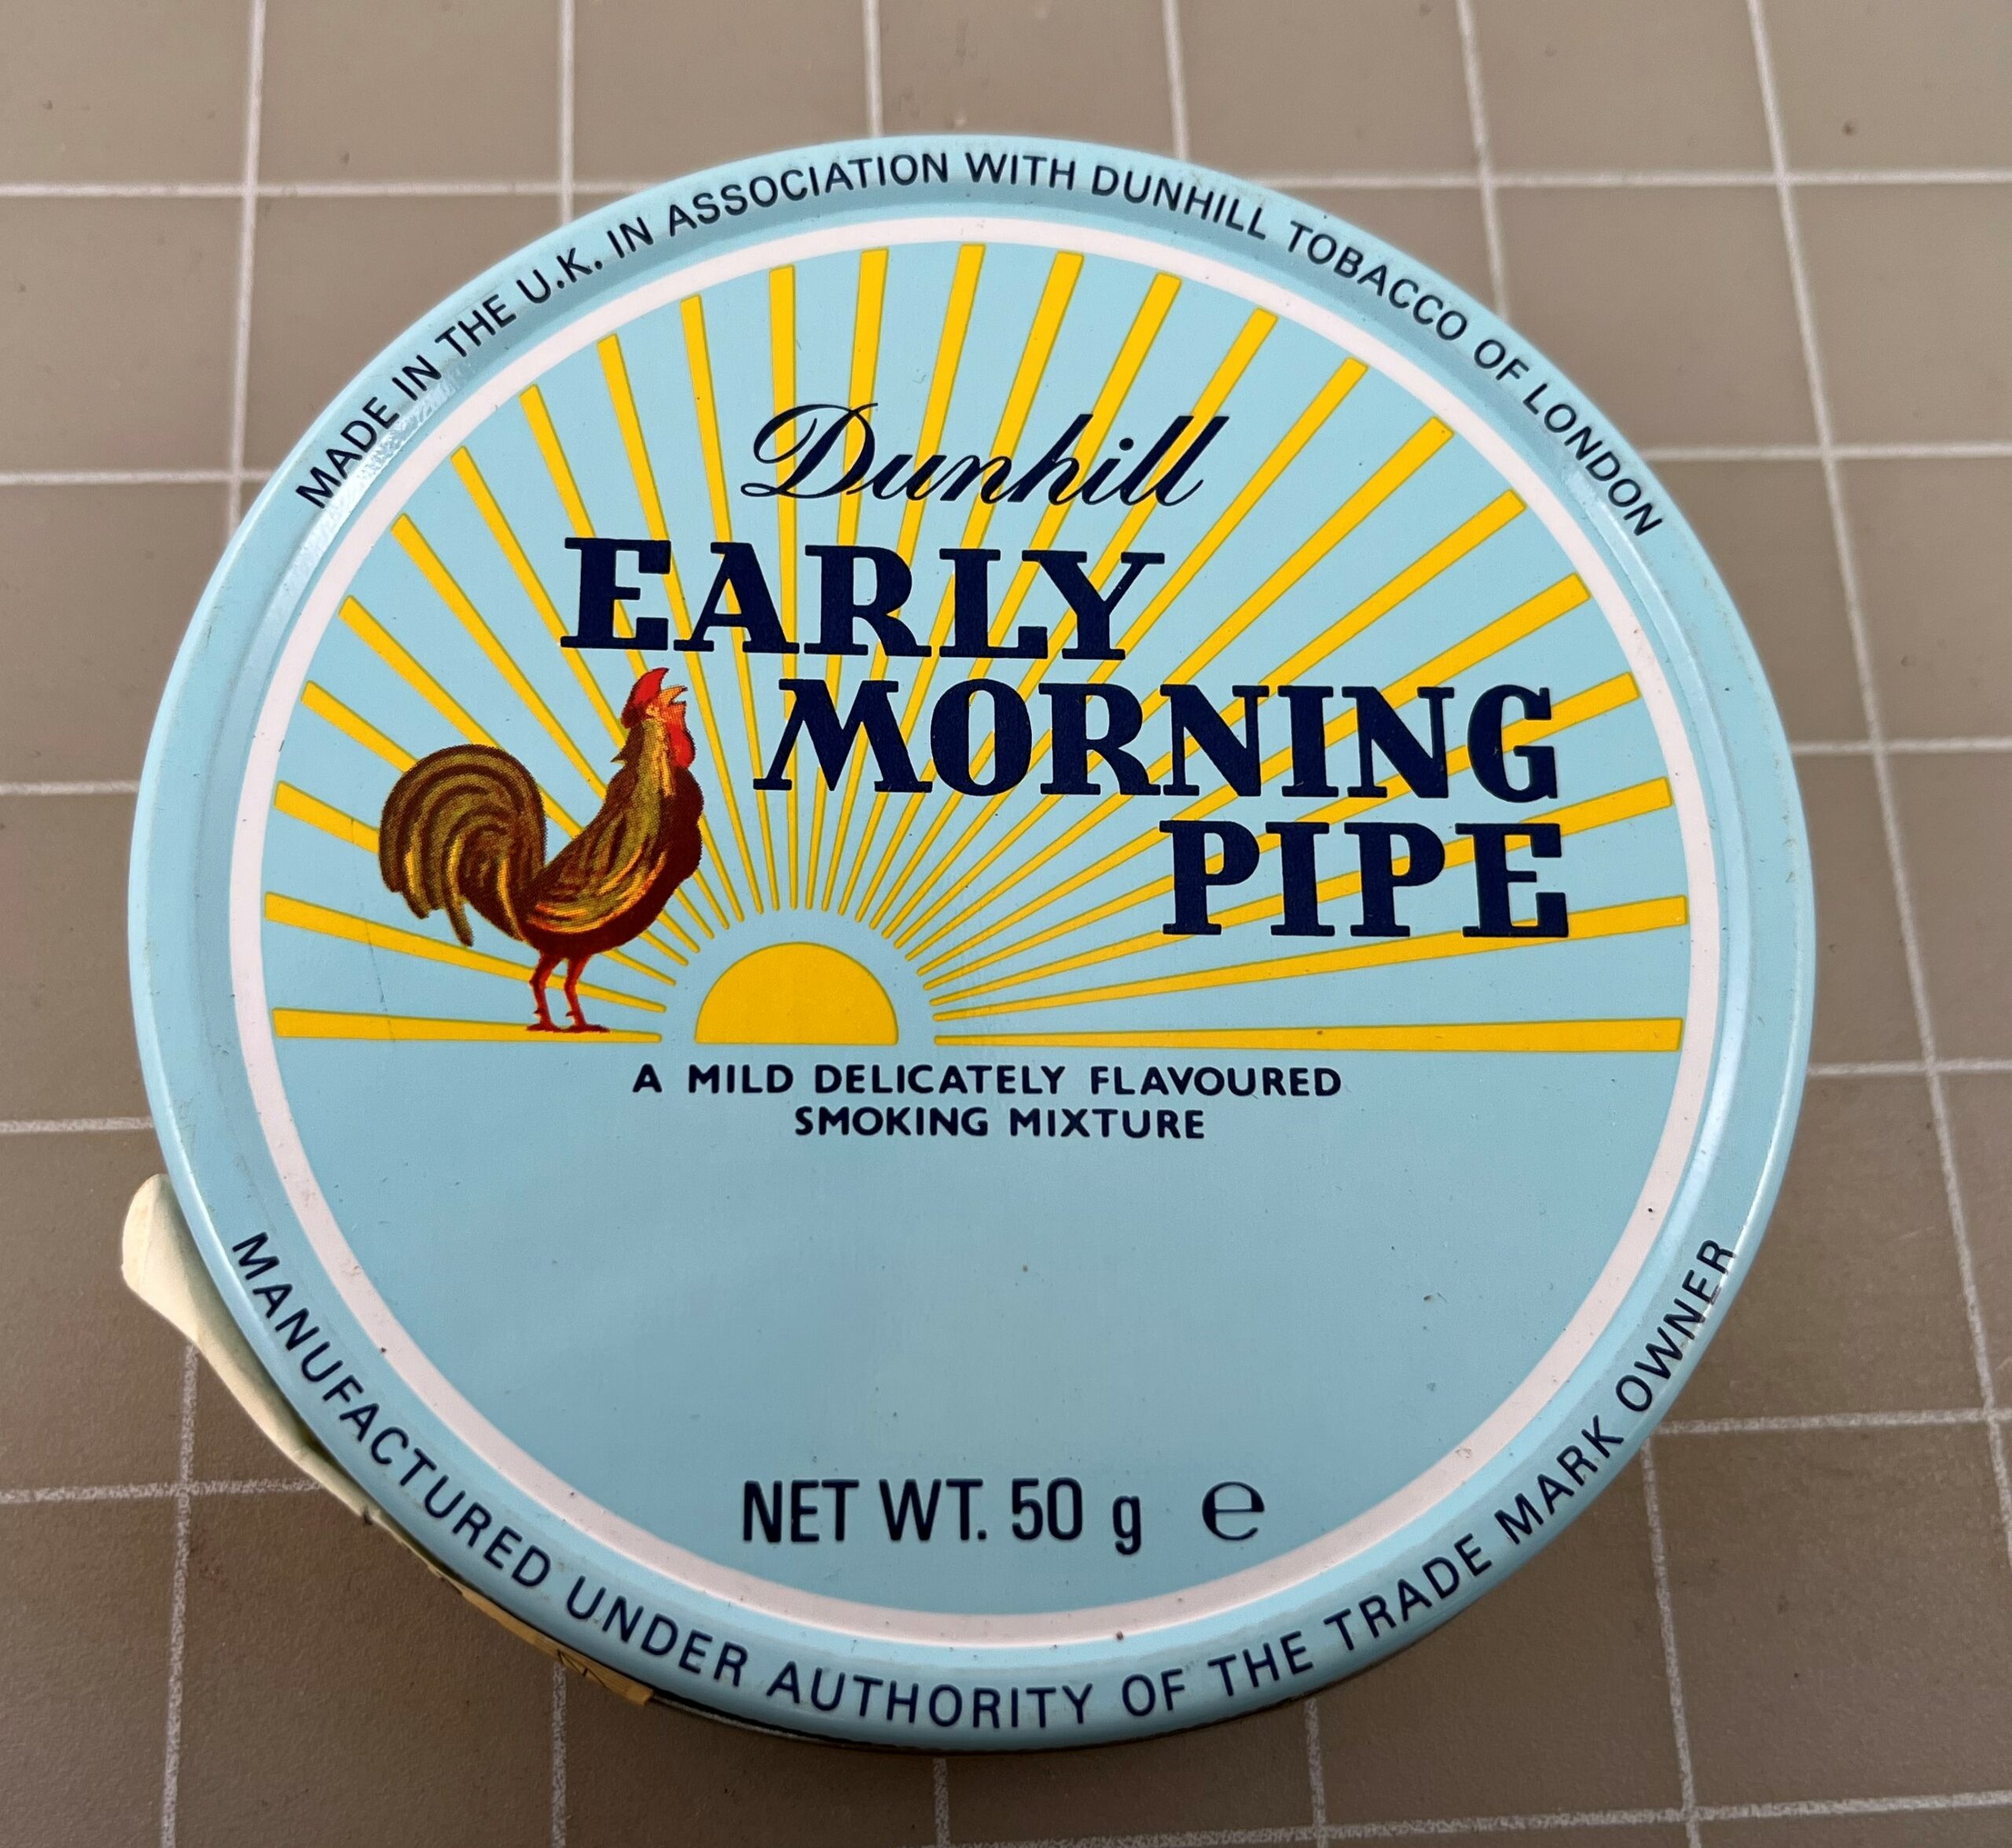 MADE IN THE U.K. IN ASSOCIATION WITH DUNHILL TOBACCO OF LONDON
Dunhill
EARLY
MORNING
PIPE
A MILD DELICATELY FLAVOURED
SMOKING MIXTURE
NET WT. 50 g ℮
MANUFACTURED UNDER AUTHORITY OF THE TRADE MARK OWNER